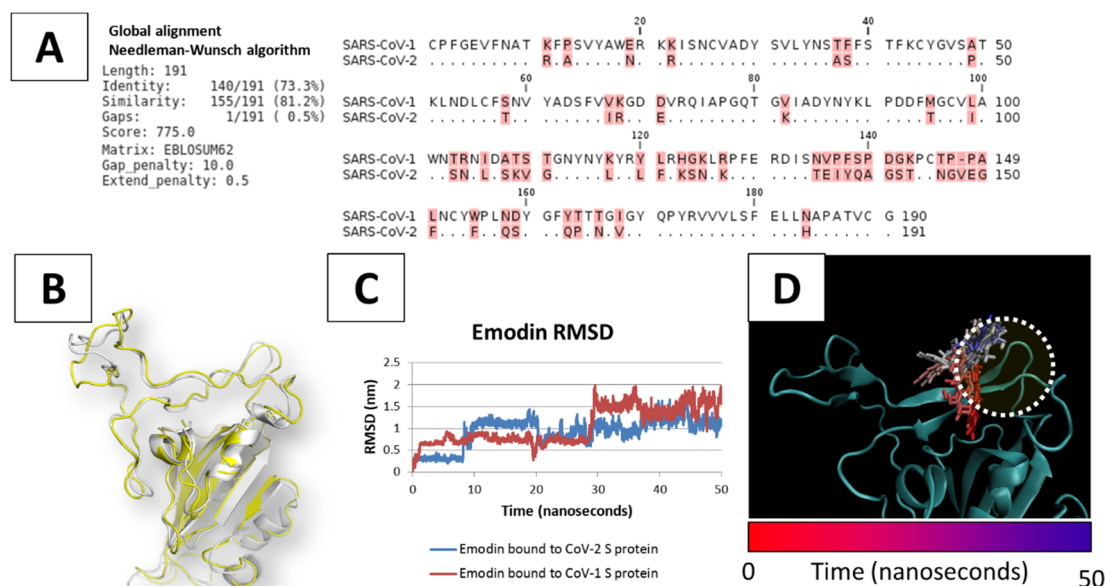 A
Global alignment
Needleman-Wunsch algorithm
Length: 191
Identity: 140/191 (73.3%)
Similarity: 155/191 (81.2%)
Gaps: 1/191 ( 0.5%)
Score: 775.0
Matrix: EBLOSUM62
Gap_penalty: 10.0
Extend_penalty: 0.5
20 40
SARS-CoV-1 CPFGEVFNAT KFPSVYAWER KKISNCVADY SVLYNSTFFS TFKCYGVSAT 50
SARS-CoV-2 .......... R.A.....N. .R........ ......AS.. ........P. 50
60 80 100
SARS-CoV-1 KLNDLCFSNV YADSFVVKGD DVRQIAPGQT GVIADYNYKL PDDFMGCVLA 100
SARS-CoV-2 .......T.. ......IR.. E......... .K........ ....T...I. 100
120 140
SARS-CoV-1 WNTRNIDATS TGNYNYKYRY LRHGKLRPFE RDISNVPFSP DGKPCTP-PA 149
SARS-CoV-2 ..SN.L.SKV G.....L..L F.KSN.K... ....TEIYQA GST..NGVEG 150
160 180
SARS-CoV-1 LNCYWPLNDY GFYTTTGIGY QPYRVVVLSF ELLNAPATVC G 190
SARS-CoV-2 F...F..QS. ..QP.N.V.. .......... ...H...... . 191
B
C
D
Emodin RMSD
RMSD (nm)
2.5
2
1.5
1
0.5
0
0 10 20 30 40 50
Time (nanoseconds)
Emodin bound to CoV-2 S protein
Emodin bound to CoV-1 S protein
0 Time (nanoseconds) 50